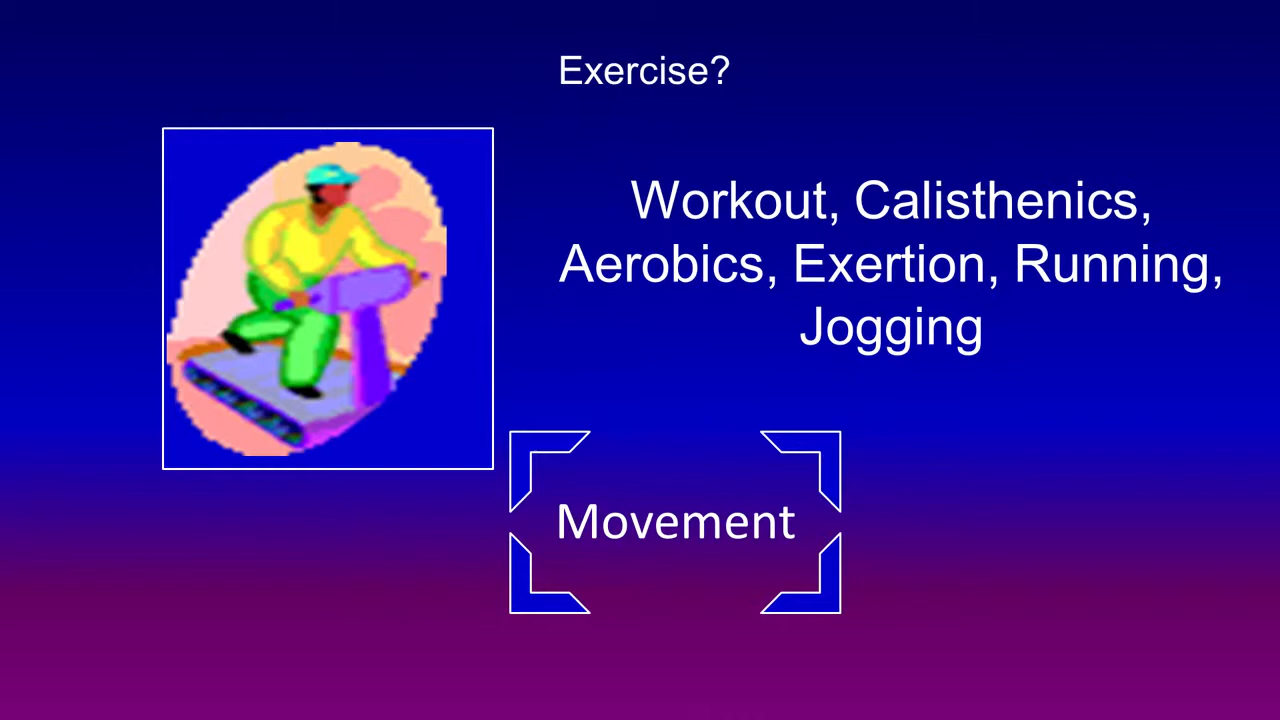 Exercise?
Workout, Calisthenics,
Aerobics, Exertion, Running,
Jogging
Movement